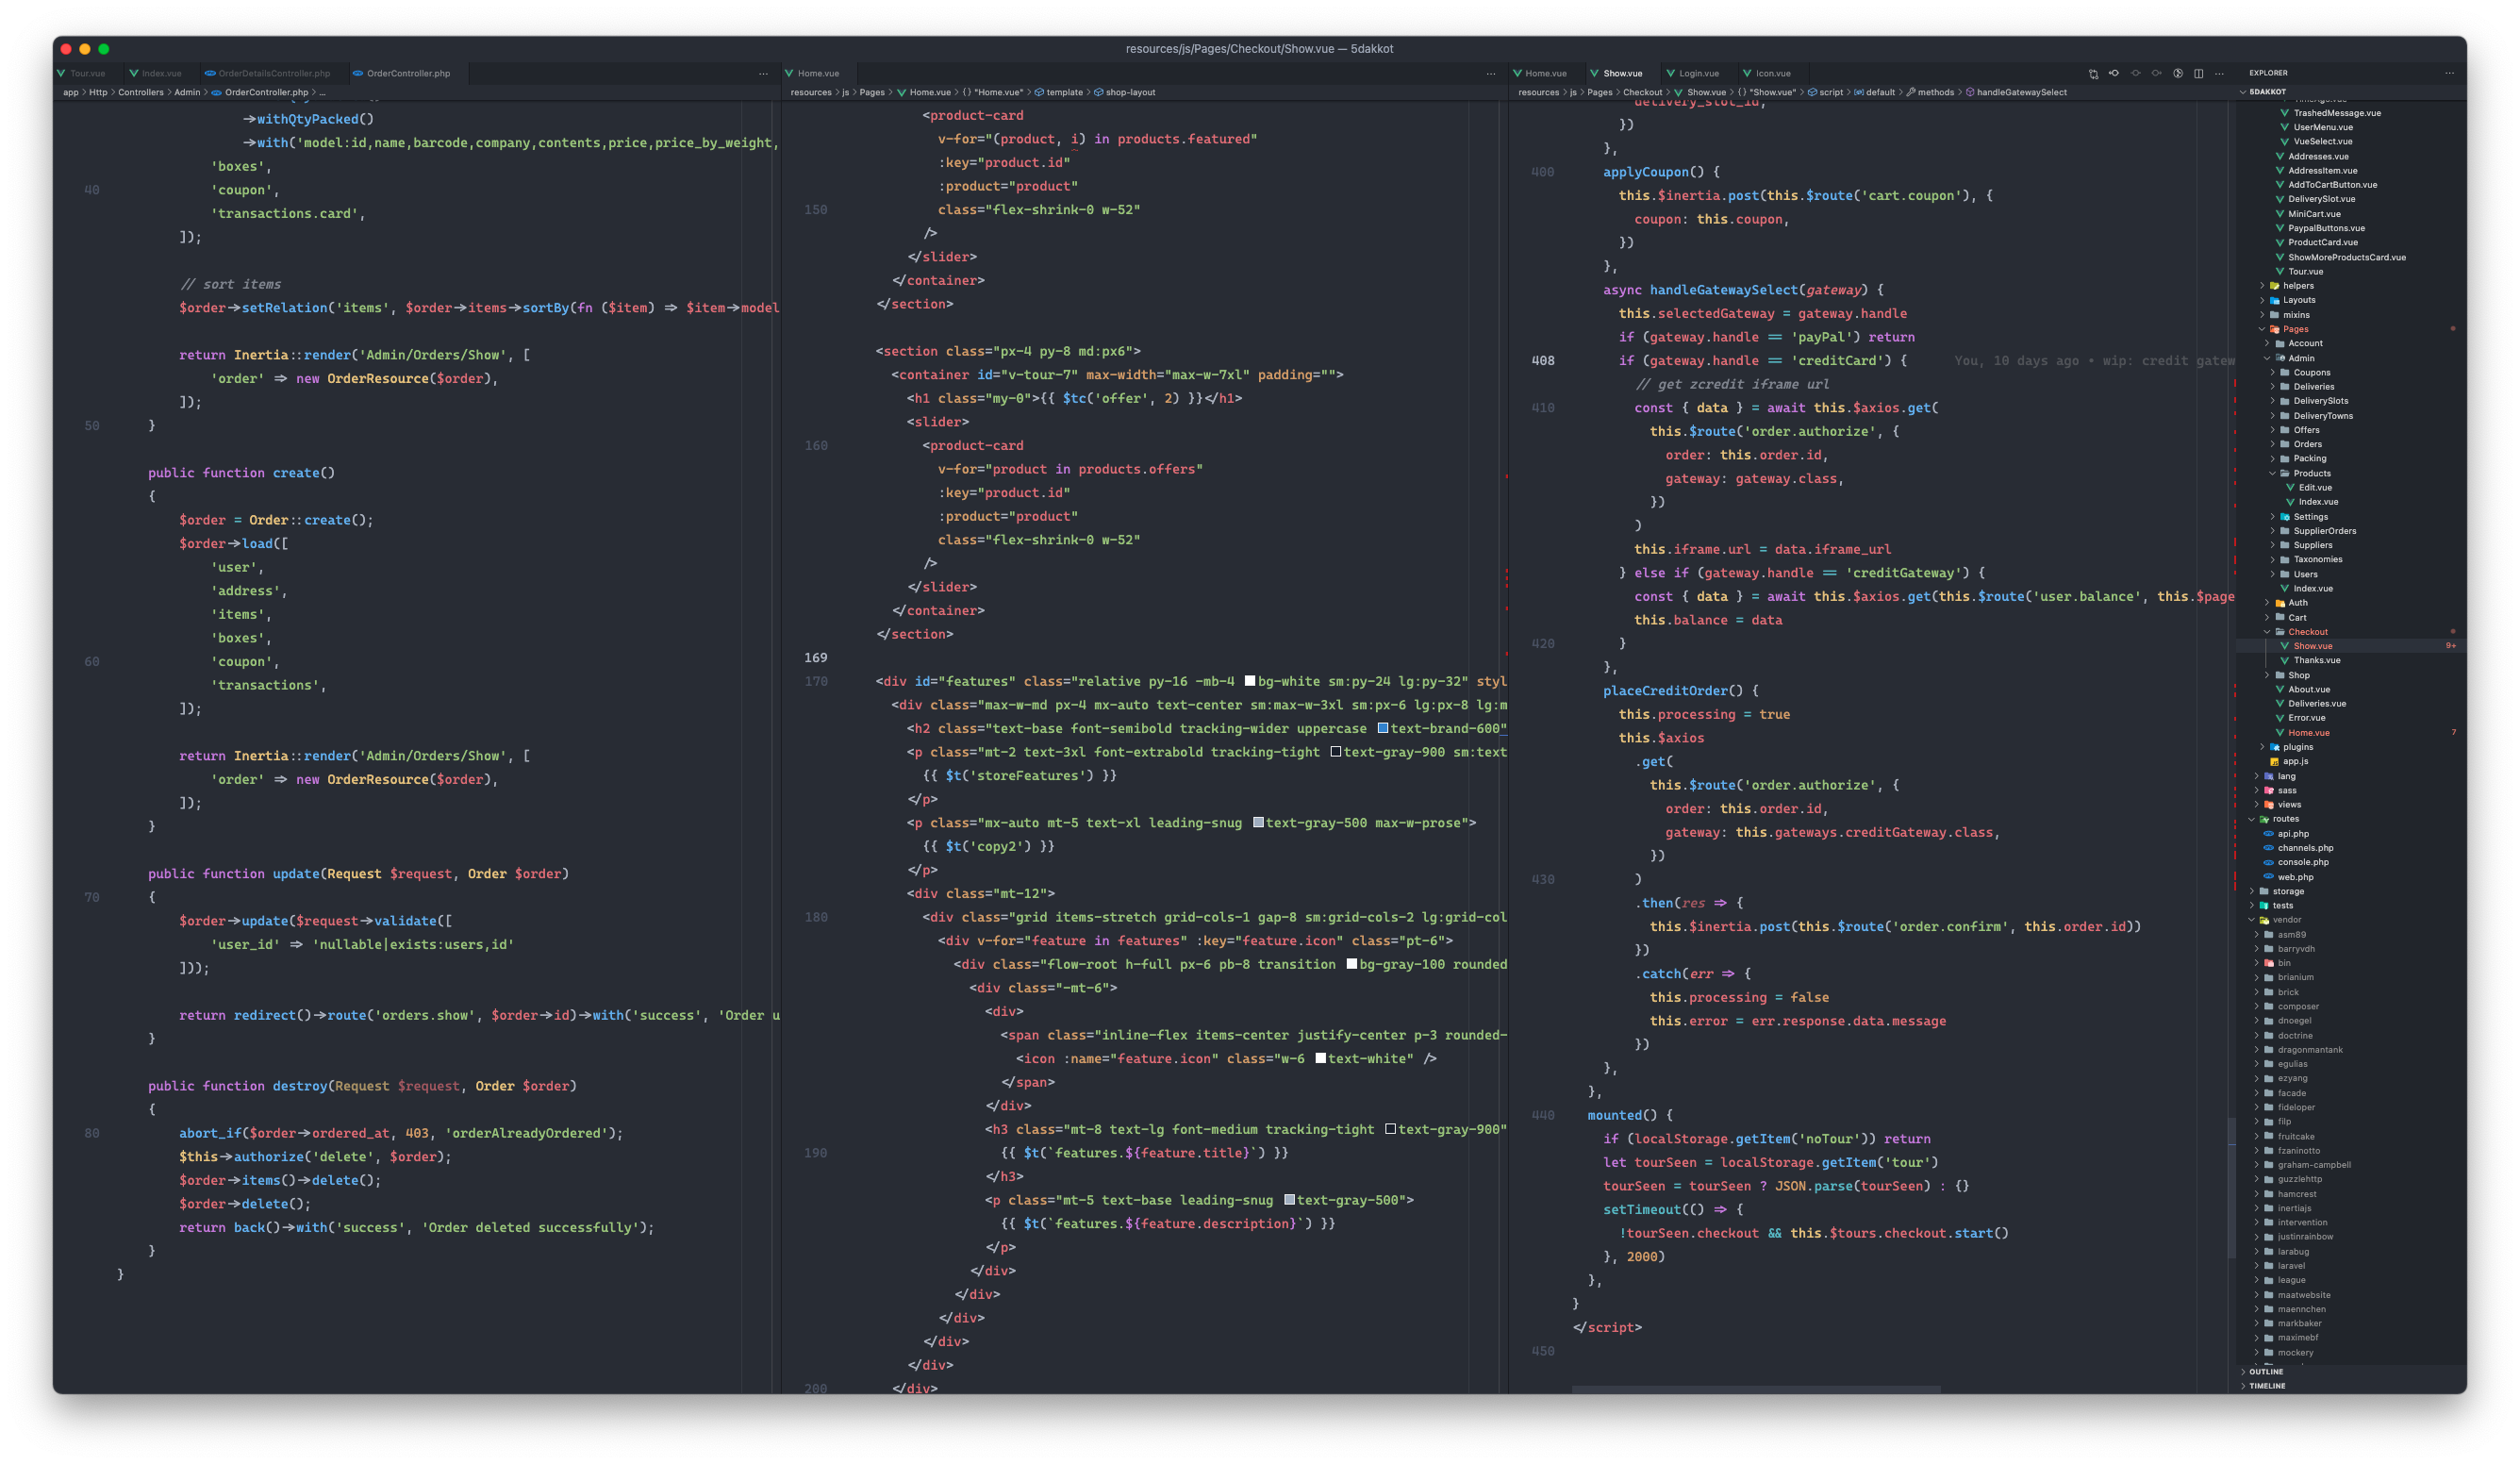 resources/js/Pages/Checkout/Show.vue — 5dakkot
Tour.vue
Index.vue
OrderDetailsController.php
OrderController.php
app > Http > Controllers > Admin > OrderController.php > ...
->withQtyPacked()
->with('model:id,name,barcode,company,contents,price,price_by_weight,
'boxes',
40 'coupon',
'transactions.card',
]);
// sort items
$order->setRelation('items', $order->items->sortBy(fn ($item) => $item->model
return Inertia::render('Admin/Orders/Show', [
'order' => new OrderResource($order),
]);
50 }
public function create()
{
$order = Order::create();
$order->load([
'user',
'address',
'items',
'boxes',
60 'coupon',
'transactions',
]);
return Inertia::render('Admin/Orders/Show', [
'order' => new OrderResource($order),
]);
}
public function update(Request $request, Order $order)
70 {
$order->update($request->validate([
'user_id' => 'nullable|exists:users,id'
]));
return redirect()->route('orders.show', $order->id)->with('success', 'Order u
}
public function destroy(Request $request, Order $order)
{
80 abort_if($order->ordered_at, 403, 'orderAlreadyOrdered');
$this->authorize('delete', $order);
$order->items()->delete();
$order->delete();
return back()->with('success', 'Order deleted successfully');
}
}
Home.vue
resources > js > Pages > Home.vue > {} "Home.vue" > template > shop-layout
<product-card
v-for="(product, i) in products.featured"
:key="product.id"
:product="product"
150 class="flex-shrink-0 w-52"
/>
</slider>
</container>
</section>
<section class="px-4 py-8 md:px6">
<container id="v-tour-7" max-width="max-w-7xl" padding="">
<h1 class="my-0">{{ $tc('offer', 2) }}</h1>
<slider>
160 <product-card
v-for="product in products.offers"
:key="product.id"
:product="product"
class="flex-shrink-0 w-52"
/>
</slider>
</container>
</section>
169
170 <div id="features" class="relative py-16 -mb-4 bg-white sm:py-24 lg:py-32" styl
<div class="max-w-md px-4 mx-auto text-center sm:max-w-3xl sm:px-6 lg:px-8 lg:m
<h2 class="text-base font-semibold tracking-wider uppercase text-brand-600"
<p class="mt-2 text-3xl font-extrabold tracking-tight text-gray-900 sm:text
{{ $t('storeFeatures') }}
</p>
<p class="mx-auto mt-5 text-xl leading-snug text-gray-500 max-w-prose">
{{ $t('copy2') }}
</p>
<div class="mt-12">
180 <div class="grid items-stretch grid-cols-1 gap-8 sm:grid-cols-2 lg:grid-col
<div v-for="feature in features" :key="feature.icon" class="pt-6">
<div class="flow-root h-full px-6 pb-8 transition bg-gray-100 rounded
<div class="-mt-6">
<div>
<span class="inline-flex items-center justify-center p-3 rounded-
<icon :name="feature.icon" class="w-6 text-white" />
</span>
</div>
<h3 class="mt-8 text-lg font-medium tracking-tight text-gray-900"
190 {{ $t(`features.${feature.title}`) }}
</h3>
<p class="mt-5 text-base leading-snug text-gray-500">
{{ $t(`features.${feature.description}`) }}
</p>
</div>
</div>
</div>
</div>
</div>
200 </div>
Home.vue
Show.vue
Login.vue
Icon.vue
resources > js > Pages > Checkout > Show.vue > {} "Show.vue" > script > default > methods > handleGatewaySelect
delivery_slot_id,
})
},
400 applyCoupon() {
this.$inertia.post(this.$route('cart.coupon'), {
coupon: this.coupon,
})
},
async handleGatewaySelect(gateway) {
this.selectedGateway = gateway.handle
if (gateway.handle == 'payPal') return
408 if (gateway.handle == 'creditCard') { You, 10 days ago • wip: credit gatew
// get zcredit iframe url
410 const { data } = await this.$axios.get(
this.$route('order.authorize', {
order: this.order.id,
gateway: gateway.class,
})
)
this.iframe.url = data.iframe_url
} else if (gateway.handle == 'creditGateway') {
const { data } = await this.$axios.get(this.$route('user.balance', this.$page
this.balance = data
420 }
},
placeCreditOrder() {
this.processing = true
this.$axios
.get(
this.$route('order.authorize', {
order: this.order.id,
gateway: this.gateways.creditGateway.class,
})
430 )
.then(res => {
this.$inertia.post(this.$route('order.confirm', this.order.id))
})
.catch(err => {
this.processing = false
this.error = err.response.data.message
})
},
},
440 mounted() {
if (localStorage.getItem('noTour')) return
let tourSeen = localStorage.getItem('tour')
tourSeen = tourSeen ? JSON.parse(tourSeen) : {}
setTimeout(() => {
!tourSeen.checkout && this.$tours.checkout.start()
}, 2000)
},
}
</script>
450
EXPLORER
5DAKKOT
TrashedMessage.vue
UserMenu.vue
VueSelect.vue
Addresses.vue
AddressItem.vue
AddToCartButton.vue
DeliverySlot.vue
MiniCart.vue
PaypalButtons.vue
ProductCard.vue
ShowMoreProductsCard.vue
Tour.vue
helpers
Layouts
mixins
Pages
Account
Admin
Coupons
Deliveries
DeliverySlots
DeliveryTowns
Offers
Orders
Packing
Products
Edit.vue
Index.vue
Settings
SupplierOrders
Suppliers
Taxonomies
Users
Index.vue
Auth
Cart
Checkout
Show.vue 9+
Thanks.vue
Shop
About.vue
Deliveries.vue
Error.vue
Home.vue 7
plugins
app.js
lang
sass
views
routes
api.php
channels.php
console.php
web.php
storage
tests
vendor
asm89
barryvdh
bin
brianium
brick
composer
dnoegel
doctrine
dragonmantank
egulias
ezyang
facade
fideloper
filp
fruitcake
fzaninotto
graham-campbell
guzzlehttp
hamcrest
inertiajs
intervention
justinrainbow
larabug
laravel
league
maatwebsite
maennchen
markbaker
maximebf
mockery
OUTLINE
TIMELINE